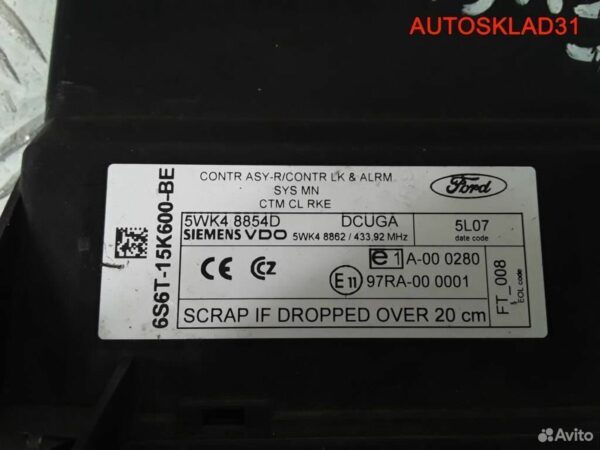 AUTOSKLAD31
CONTR ASY-R/CONTR LK & ALRM
SYS MN
CTM CL RKE
Ford
6S6T-15K600-BE
5WK4 8854D DCUGA 5L07
SIEMENS VDO 5WK4 8862 / 433,92 MHz date code
CE CCZ e1 A-00 0280
E11 97RA-00 0001
FT_008
EOL code
SCRAP IF DROPPED OVER 20 cm
Avito